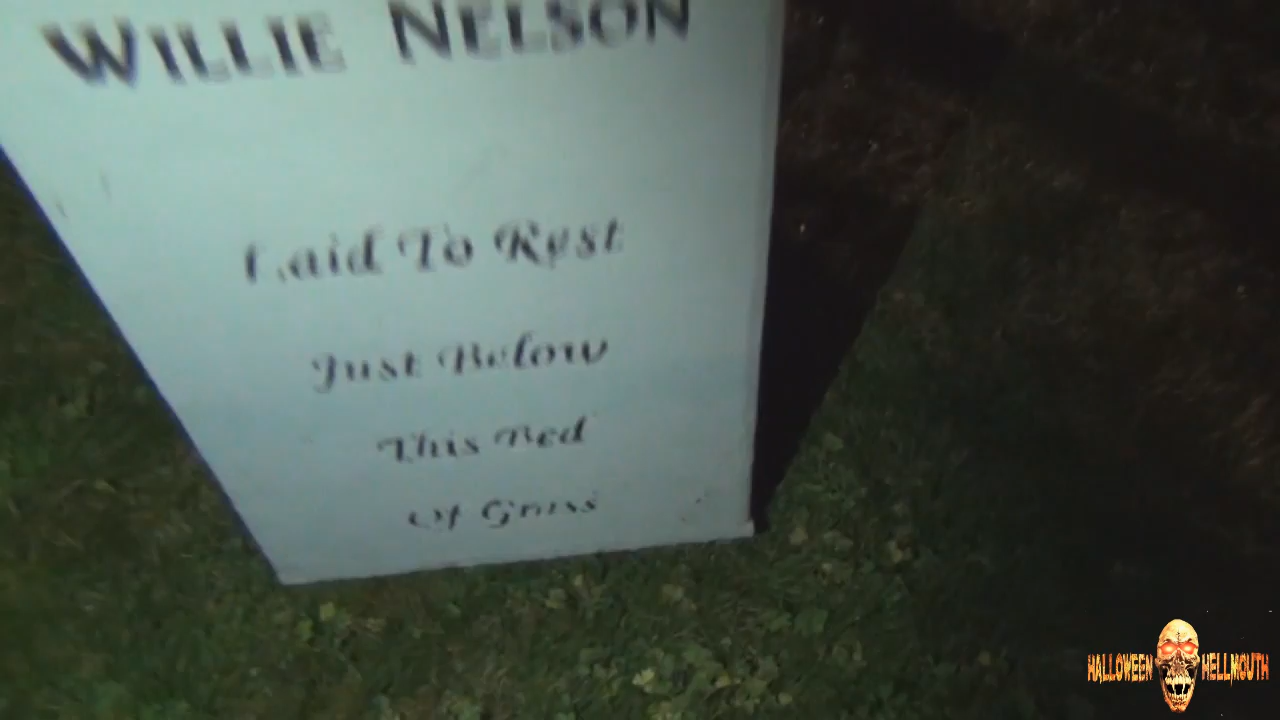 WILLIE NELSON
Laid To Rest
Just Below
This Bed
Of Grass
HALLOWEEN HELLMOUTH